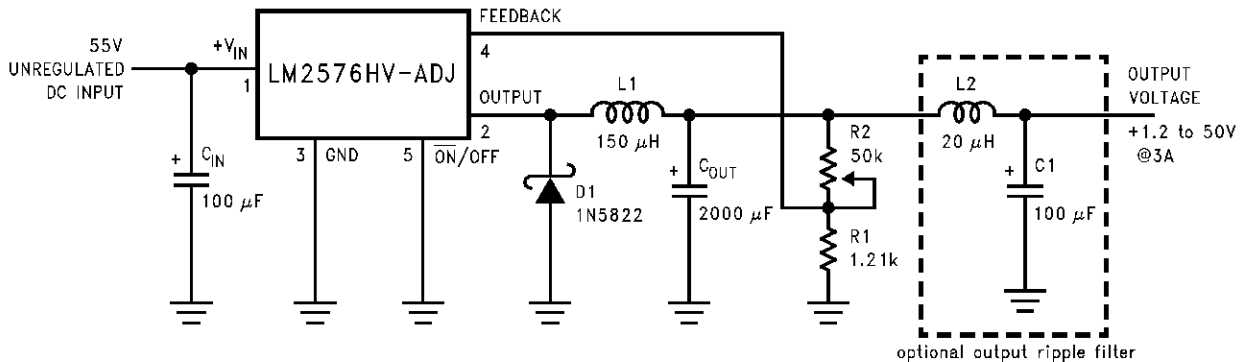 FEEDBACK
4
55V
UNREGULATED
DC INPUT
+VIN
1
LM2576HV-ADJ
OUTPUT
2
L1
150 μH
L2
20 μH
OUTPUT
VOLTAGE
+1.2 to 50V
@3A
3 GND
5 O̅N̅/OFF
+ CIN
100 μF
D1
1N5822
+ COUT
2000 μF
R2
50k
R1
1.21k
+ C1
100 μF
optional output ripple filter